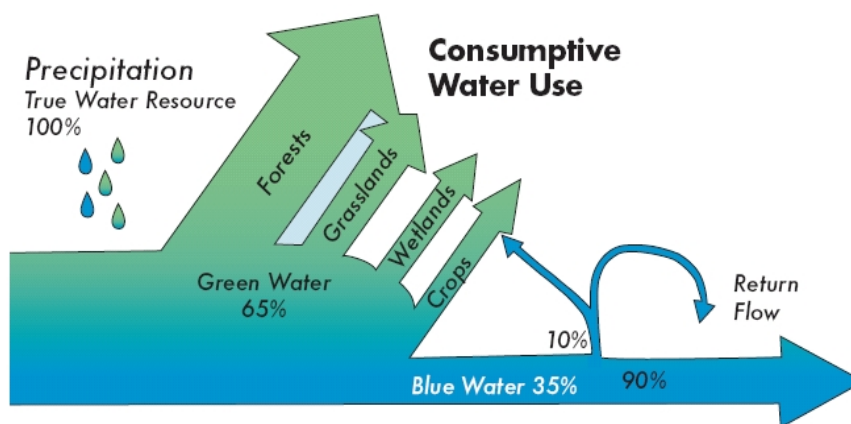 Consumptive
Water Use
Precipitation
True Water Resource
100%
Forests
Grasslands
Wetlands
Crops
Green Water
65%
Return
Flow
10%
Blue Water 35%
90%